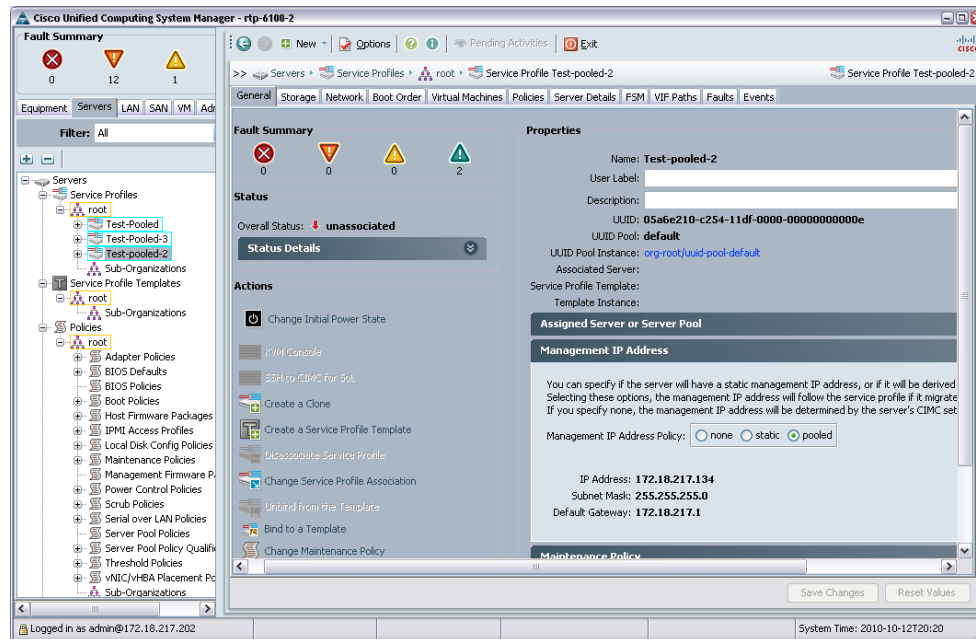 Cisco Unified Computing System Manager - rtp-6100-2
Fault Summary
0 12 1
New Options Pending Activities Exit
cisco
>> Servers Service Profiles root Service Profile Test-pooled-2
Service Profile Test-pooled-2
Equipment Servers LAN SAN VM Adr
Filter: All
Servers
Service Profiles
root
Test-Pooled
Test-Pooled-3
Test-pooled-2
Sub-Organizations
Service Profile Templates
root
Sub-Organizations
Policies
root
Adapter Policies
BIOS Defaults
BIOS Policies
Boot Policies
Host Firmware Packages
IPMI Access Profiles
Local Disk Config Policies
Maintenance Policies
Management Firmware P
Power Control Policies
Scrub Policies
Serial over LAN Policies
Server Pool Policies
Server Pool Policy Qualifi
Threshold Policies
vNIC/vHBA Placement Po
Sub-Organizations
General Storage Network Boot Order Virtual Machines Policies Server Details FSM VIF Paths Faults Events
Fault Summary
0 0 0 2
Status
Overall Status: unassociated
Status Details
Actions
Change Initial Power State
KVM Console
SSH to CIMC for SoL
Create a Clone
Create a Service Profile Template
Disassociate Service Profile
Change Service Profile Association
Unbind from the Template
Bind to a Template
Change Maintenance Policy
Properties
Name: Test-pooled-2
User Label:
Description:
UUID: 05a6e210-c254-11df-0000-00000000000e
UUID Pool: default
UUID Pool Instance: org-root/uuid-pool-default
Associated Server:
Service Profile Template:
Template Instance:
Assigned Server or Server Pool
Management IP Address
You can specify if the server will have a static management IP address, or if it will be derived
Selecting these options, the management IP address will follow the service profile if it migrate
If you specify none, the management IP address will be determined by the server's CIMC set
Management IP Address Policy: none static pooled
IP Address: 172.18.217.134
Subnet Mask: 255.255.255.0
Default Gateway: 172.18.217.1
Maintenance Policy
Save Changes Reset Values
Logged in as admin@172.18.217.202
System Time: 2010-10-12T20:20